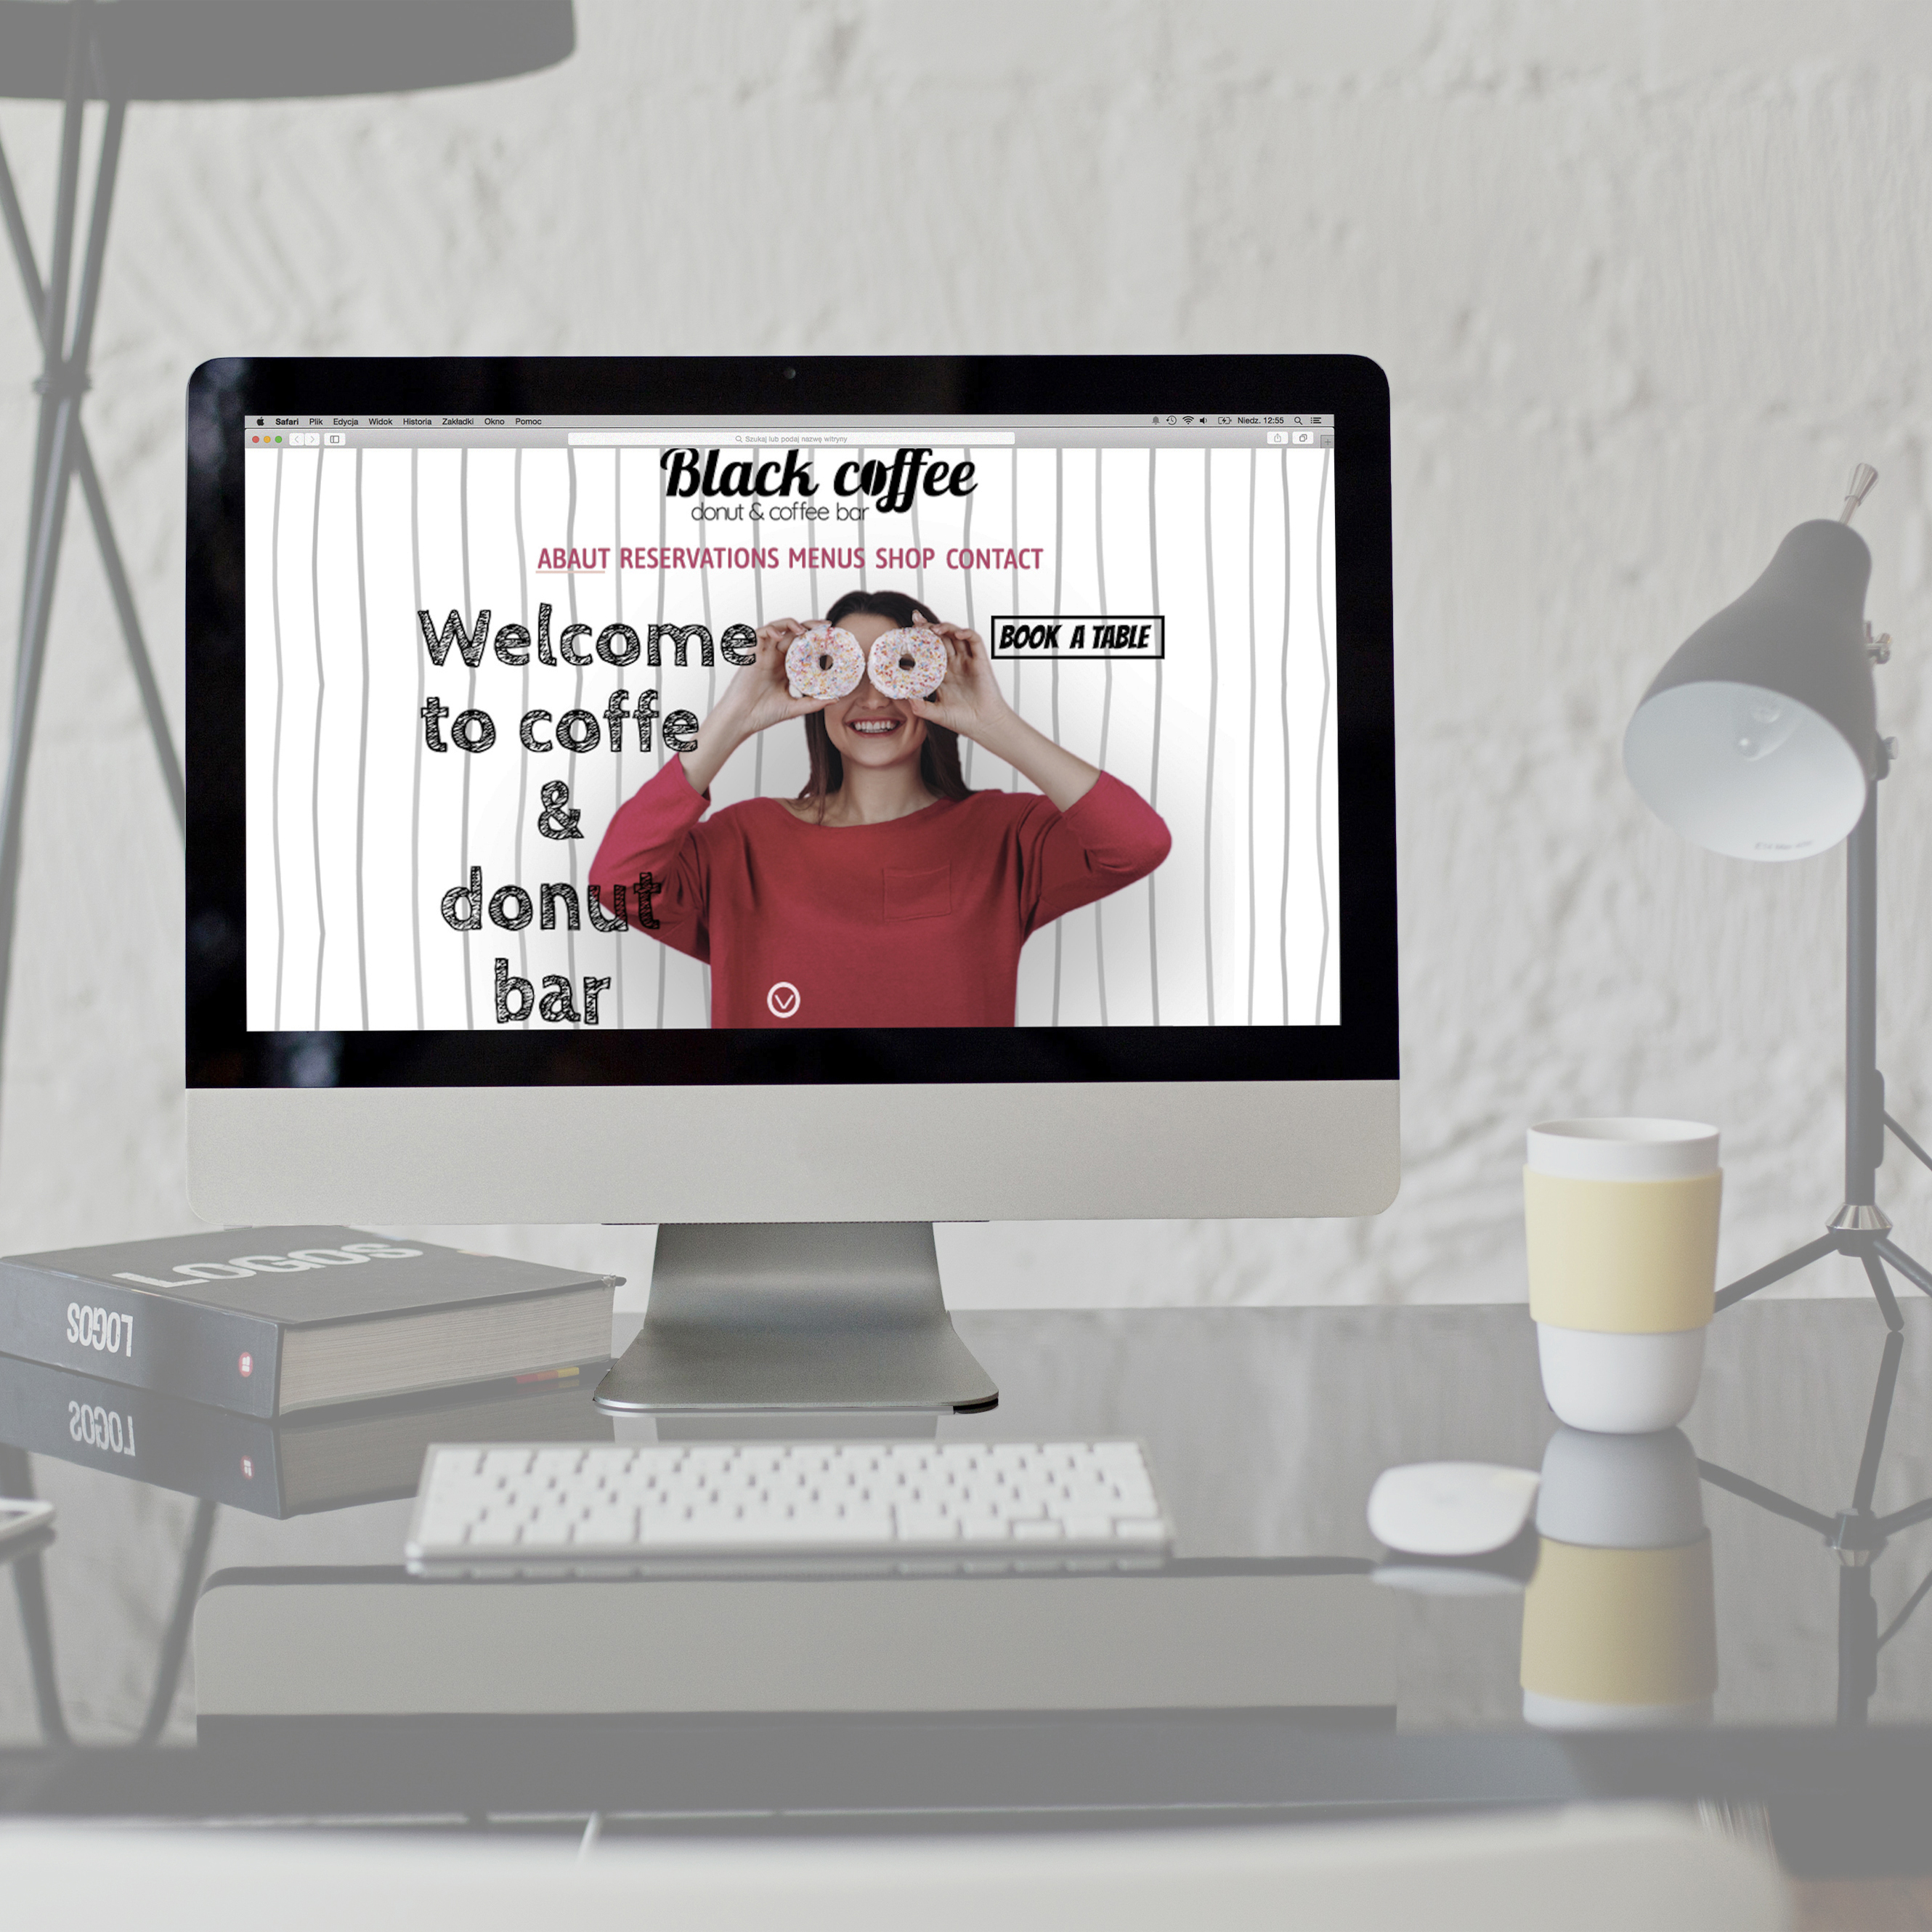 Safari Plik Edycja Widok Historia Zakładki Okno Pomoc
Niedz. 12:55
Szukaj lub podaj nazwę witryny
Black coffee
donut & coffee bar
ABAUT RESERVATIONS MENUS SHOP CONTACT
Welcome
to coffe
&
donut
bar
BOOK A TABLE
LOGOS
LOGOS